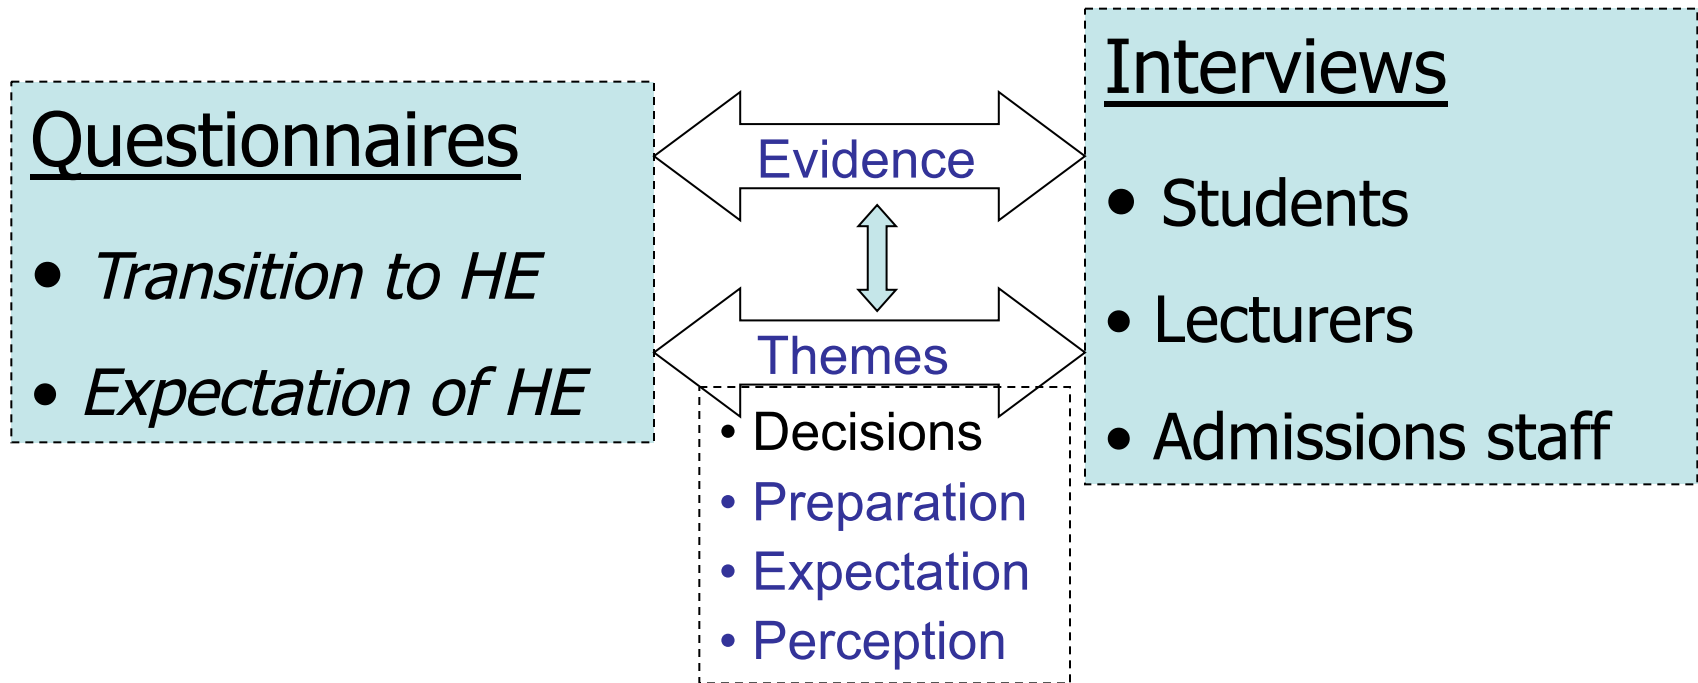 Questionnaires
• Transition to HE
• Expectation of HE
Evidence
Themes
• Decisions
• Preparation
• Expectation
• Perception
Interviews
• Students
• Lecturers
• Admissions staff